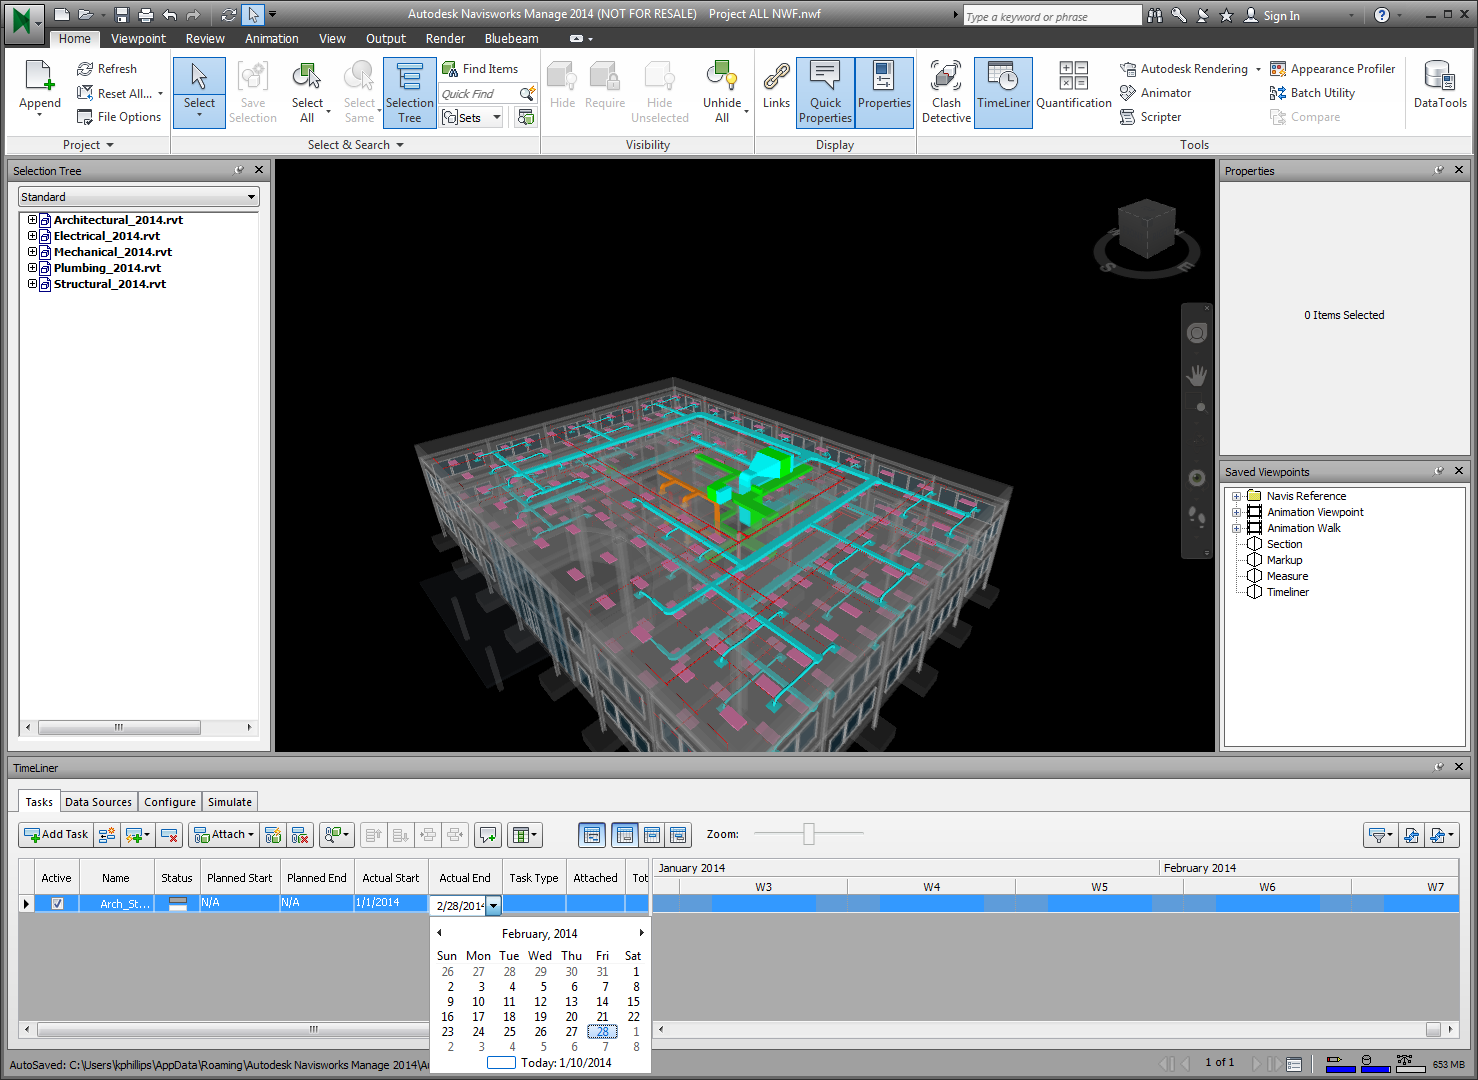 Autodesk Navisworks Manage 2014 (NOT FOR RESALE) Project ALL NWF.nwf
Type a keyword or phrase
Sign In
Home Viewpoint Review Animation View Output Render Bluebeam
Append
Refresh
Reset All...
File Options
Project
Select
Save Selection
Select All
Select Same
Selection Tree
Find Items
Quick Find
Sets
Select & Search
Hide
Require
Hide Unselected
Unhide All
Visibility
Links
Quick Properties
Properties
Display
Clash Detective
TimeLiner
Quantification
Autodesk Rendering
Animator
Scripter
Appearance Profiler
Batch Utility
Compare
DataTools
Tools
Selection Tree
Standard
Architectural_2014.rvt
Electrical_2014.rvt
Mechanical_2014.rvt
Plumbing_2014.rvt
Structural_2014.rvt
S
E
Properties
0 Items Selected
Saved Viewpoints
Navis Reference
Animation Viewpoint
Animation Walk
Section
Markup
Measure
Timeliner
TimeLiner
Tasks Data Sources Configure Simulate
Add Task
Attach
Zoom:
Active Name Status Planned Start Planned End Actual Start Actual End Task Type Attached Tot
January 2014 February 2014
W3 W4 W5 W6 W7
Arch_St... N/A N/A 1/1/2014 2/28/2014
February, 2014
Sun Mon Tue Wed Thu Fri Sat
26 27 28 29 30 31 1
2 3 4 5 6 7 8
9 10 11 12 13 14 15
16 17 18 19 20 21 22
23 24 25 26 27 28 1
2 3 4 5 6 7 8
Today: 1/10/2014
AutoSaved: C:\Users\kphillips\AppData\Roaming\Autodesk Navisworks Manage 2014\Au
1 of 1
653 MB